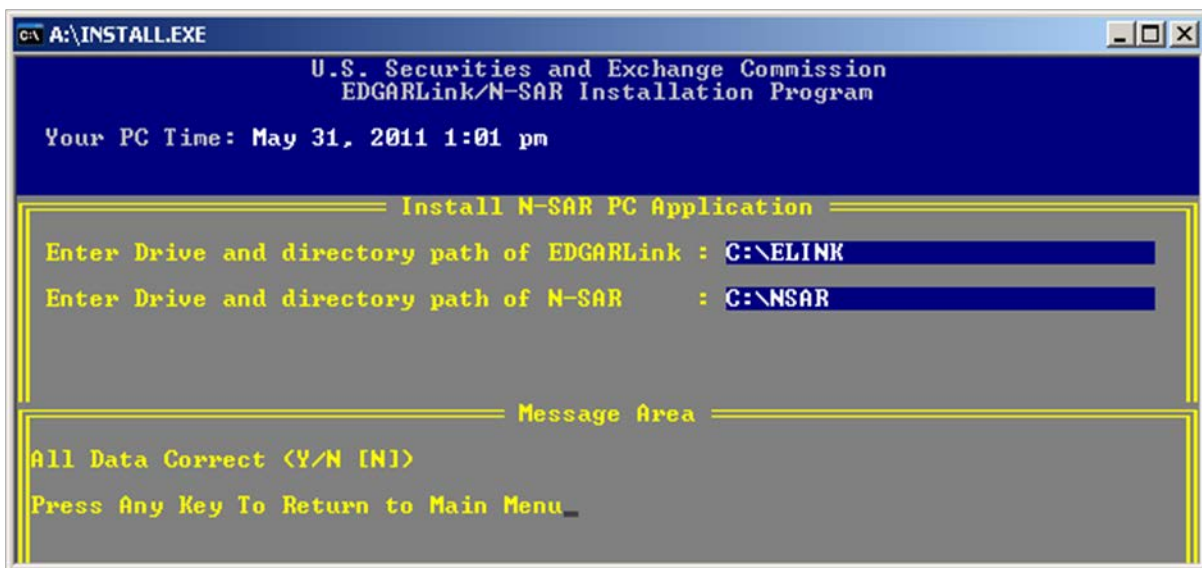 A:\INSTALL.EXE
U.S. Securities and Exchange Commission
EDGARLink/N-SAR Installation Program
Your PC Time: May 31, 2011 1:01 pm
Install N-SAR PC Application
Enter Drive and directory path of EDGARLink : C:\ELINK
Enter Drive and directory path of N-SAR : C:\NSAR
Message Area
All Data Correct (Y/N [N])
Press Any Key To Return to Main Menu_